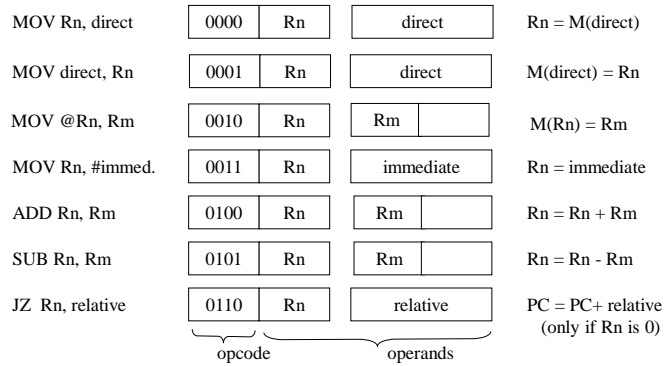 MOV Rn, direct 0000 Rn direct Rn = M(direct)
MOV direct, Rn 0001 Rn direct M(direct) = Rn
MOV @Rn, Rm 0010 Rn Rm M(Rn) = Rm
MOV Rn, #immed. 0011 Rn immediate Rn = immediate
ADD Rn, Rm 0100 Rn Rm Rn = Rn + Rm
SUB Rn, Rm 0101 Rn Rm Rn = Rn - Rm
JZ Rn, relative 0110 Rn relative PC = PC+ relative
(only if Rn is 0)
opcode operands